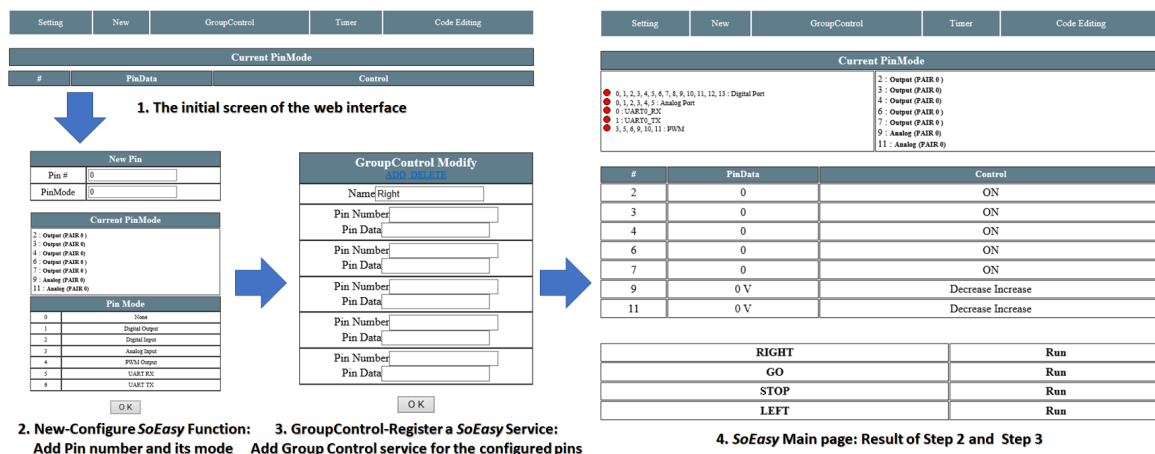 Setting New GroupControl Timer Code Editing
Current PinMode
# PinData Control
1. The initial screen of the web interface
New Pin
Pin # 0
PinMode 0
Current PinMode
2 : Output (PAIR 0 )
3 : Output (PAIR 0)
4 : Output (PAIR 0 )
6 : Output (PAIR 0 )
7 : Output (PAIR 0 )
9 : Analog (PAIR 0)
11 : Analog (PAIR 0)
Pin Mode
0 None
1 Digital Output
2 Digital Input
3 Analog Input
4 PWM Output
5 UART RX
6 UART TX
O K
2. New-Configure SoEasy Function:
Add Pin number and its mode
GroupControl Modify
ADD DELETE
Name Right
Pin Number
Pin Data
Pin Number
Pin Data
Pin Number
Pin Data
Pin Number
Pin Data
Pin Number
Pin Data
O K
3. GroupControl-Register a SoEasy Service:
Add Group Control service for the configured pins
Setting New GroupControl Timer Code Editing
Current PinMode
0, 1, 2, 3, 4, 5, 6, 7, 8, 9, 10, 11, 12, 13 : Digital Port
0, 1, 2, 3, 4, 5 : Analog Port
0 : UART0_RX
1 : UART0_TX
3, 5, 6, 9, 10, 11 : PWM
2 : Output (PAIR 0 )
3 : Output (PAIR 0)
4 : Output (PAIR 0 )
6 : Output (PAIR 0 )
7 : Output (PAIR 0 )
9 : Analog (PAIR 0)
11 : Analog (PAIR 0)
# PinData Control
2 0 ON
3 0 ON
4 0 ON
6 0 ON
7 0 ON
9 0 V Decrease Increase
11 0 V Decrease Increase
RIGHT Run
GO Run
STOP Run
LEFT Run
4. SoEasy Main page: Result of Step 2 and Step 3